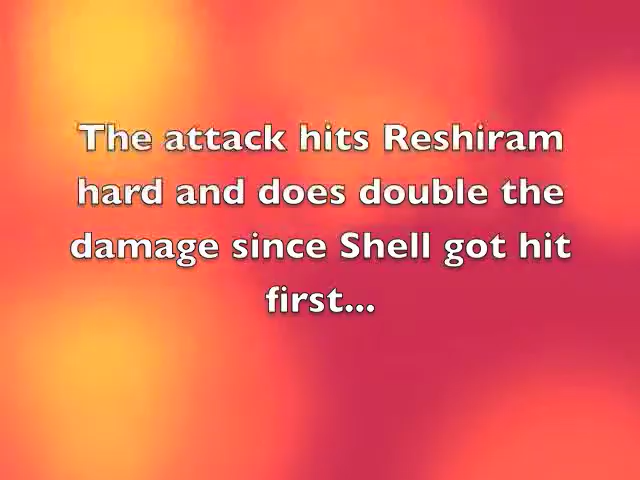 The attack hits Reshiram
hard and does double the
damage since Shell got hit
first...